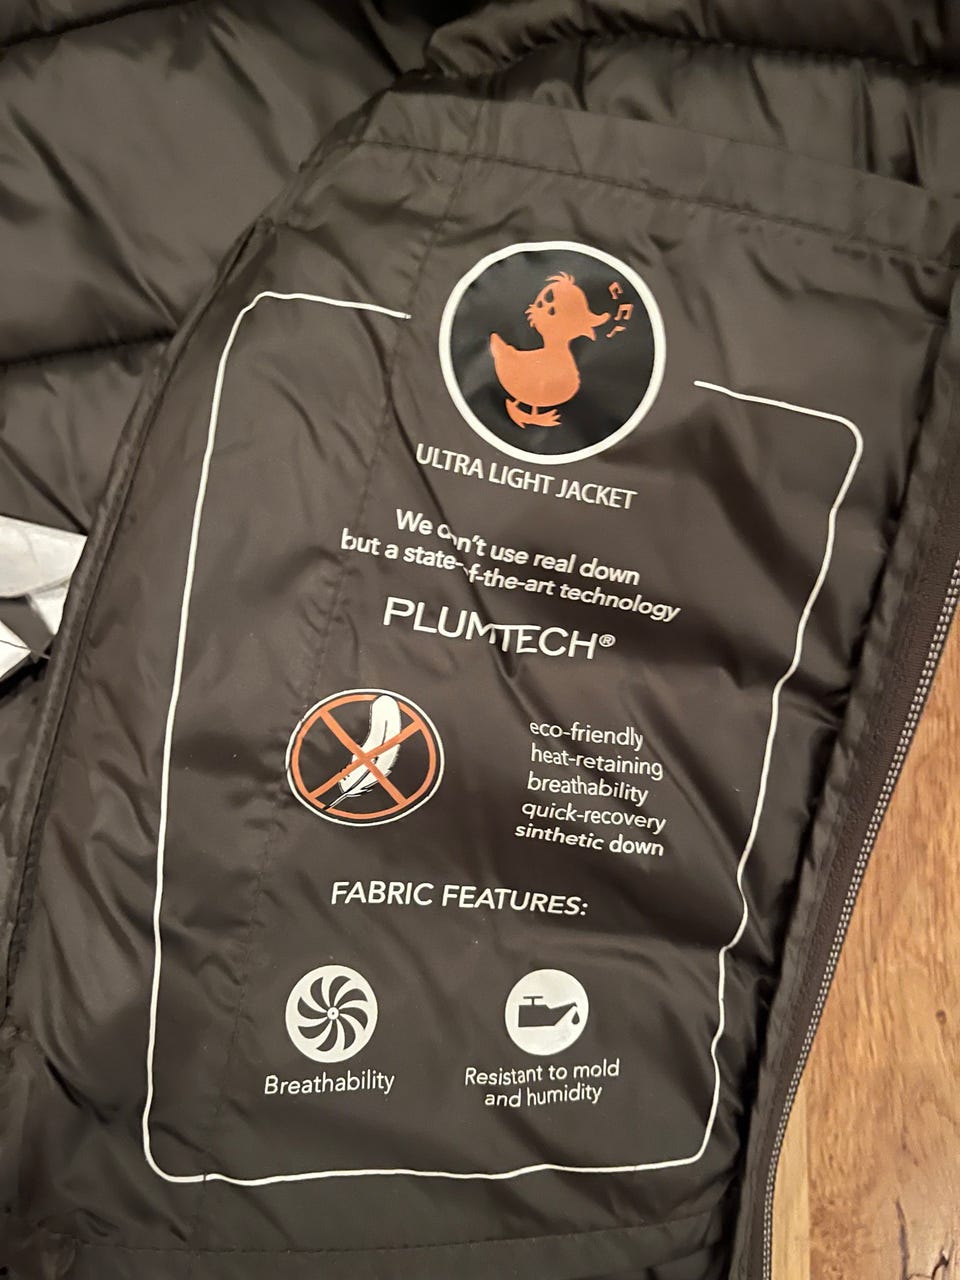 ULTRA LIGHT JACKET
We don't use real down
but a state-of-the-art technology
PLUMTECH®
eco-friendly
heat-retaining
breathability
quick-recovery
sinthetic down
FABRIC FEATURES:
Breathability
Resistant to mold
and humidity